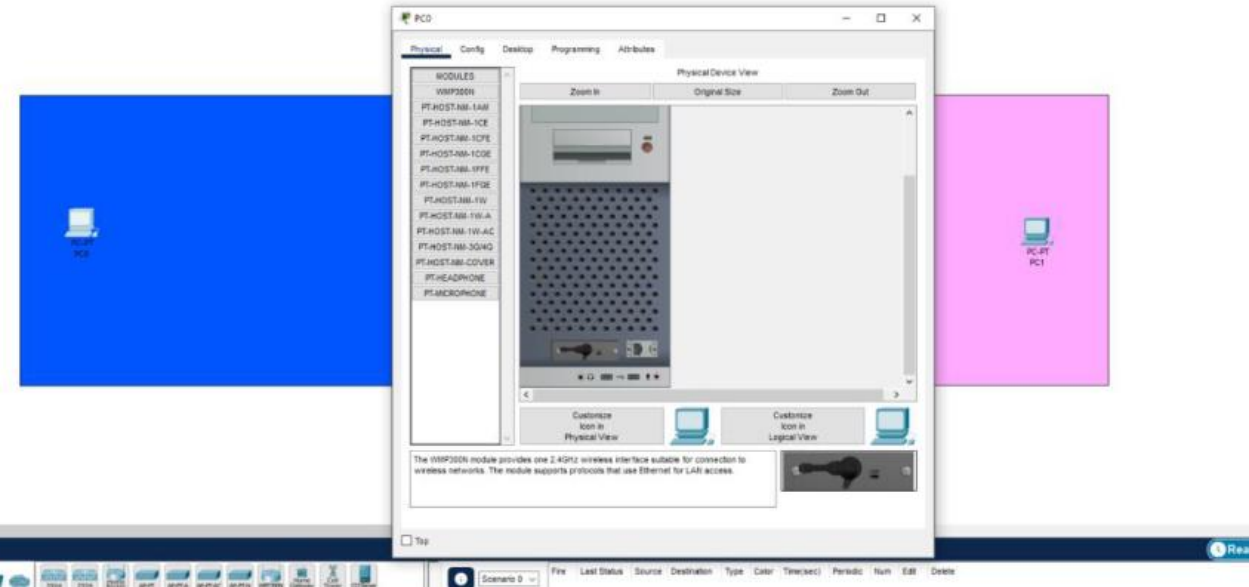 PC0
Physical Config Desktop Programming Attributes
MODULES
WMP300N
PT-HOST-NM-1AM
PT-HOST-NM-1CE
PT-HOST-NM-1CFE
PT-HOST-NM-1CGE
PT-HOST-NM-1FFE
PT-HOST-NM-1FGE
PT-HOST-NM-1W
PT-HOST-NM-1W-A
PT-HOST-NM-1W-AC
PT-HOST-NM-3G/4G
PT-HOST-NM-COVER
PT-HEADPHONE
PT-MICROPHONE
Physical Device View
Zoom In Original Size Zoom Out
PC-PT
PC0
PC-PT
PC1
Customize
Icon in
Physical View
Customize
Icon in
Logical View
The WMP300N module provides one 2.4GHz wireless interface suitable for connection to
wireless networks. The module supports protocols that use Ethernet for LAN access.
Top
Rea
Scenario 0
Fire Last Status Source Destination Type Color Time(sec) Periodic Num Edit Delete